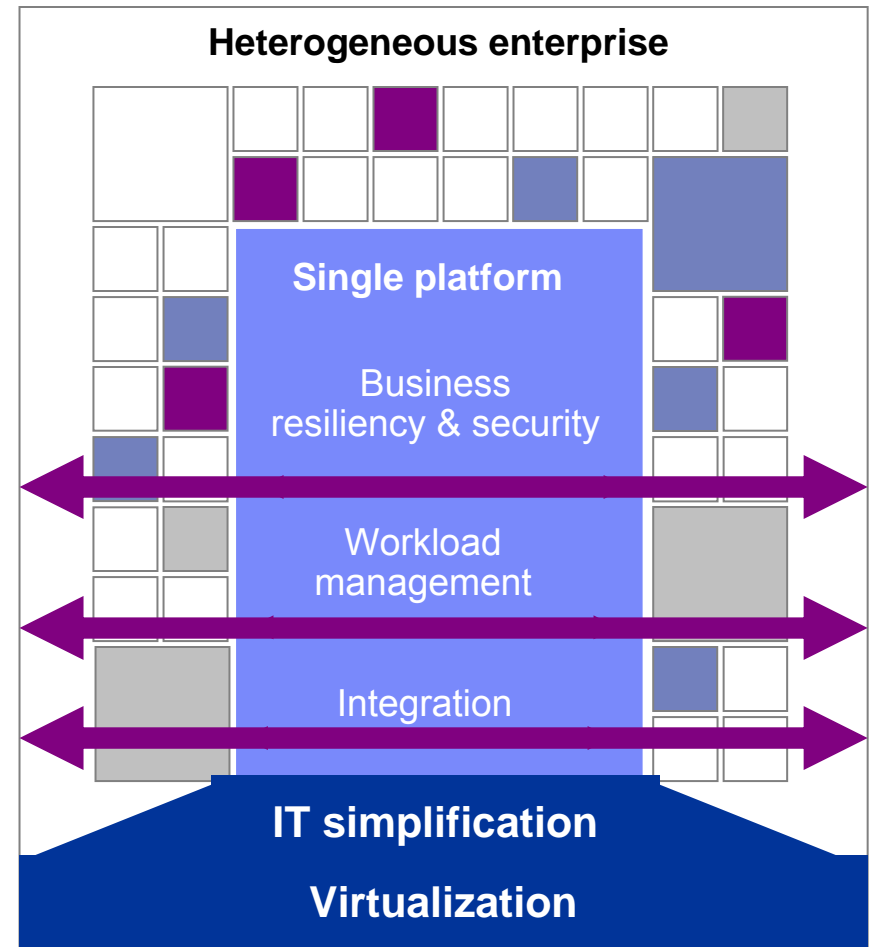 Heterogeneous enterprise
Single platform
Business
resiliency & security
Workload
management
Integration
IT simplification
Virtualization